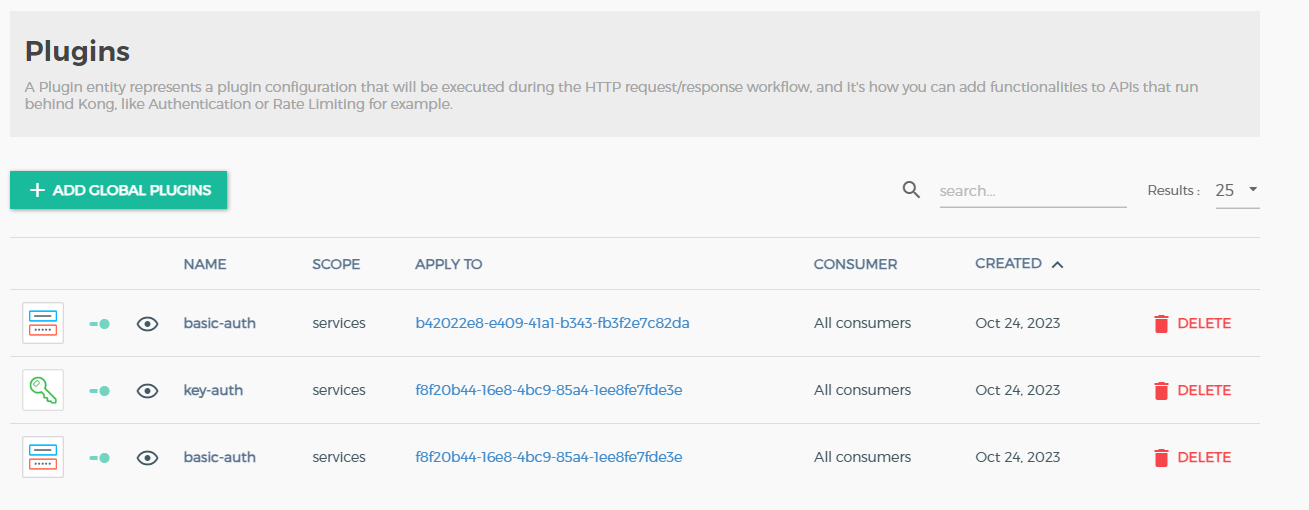 Plugins
A Plugin entity represents a plugin configuration that will be executed during the HTTP request/response workflow, and it's how you can add functionalities to APIs that run
behind Kong, like Authentication or Rate Limiting for example.
ADD GLOBAL PLUGINS search... Results : 25
NAME SCOPE APPLY TO CONSUMER CREATED
basic-auth services b42022e8-e409-41a1-b343-fb3f2e7c82da All consumers Oct 24, 2023 DELETE
key-auth services f8f20b44-16e8-4bc9-85a4-1ee8fe7fde3e All consumers Oct 24, 2023 DELETE
basic-auth services f8f20b44-16e8-4bc9-85a4-1ee8fe7fde3e All consumers Oct 24, 2023 DELETE